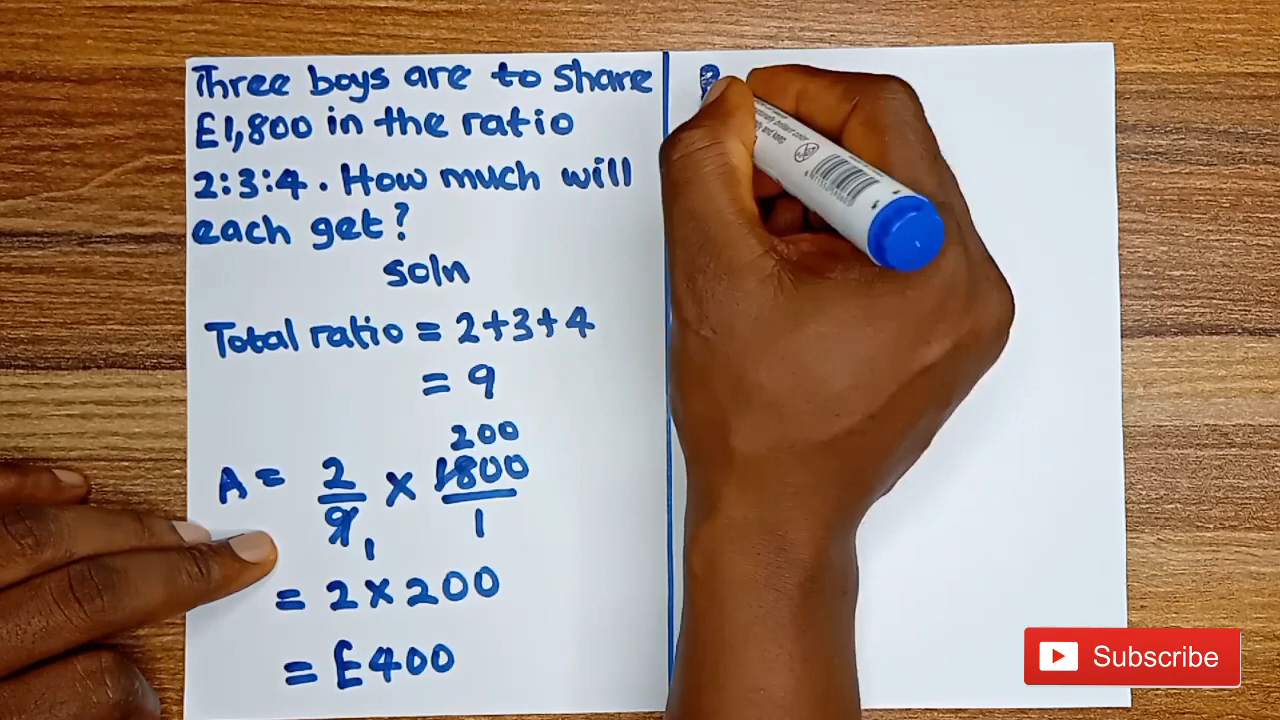 Three boys are to share
£1,800 in the ratio
2:3:4. How much will
each get?
soln
Total ratio = 2+3+4
= 9
200
A = 2/9 × 1800/1
1
= 2×200
= £400
B
Subscribe